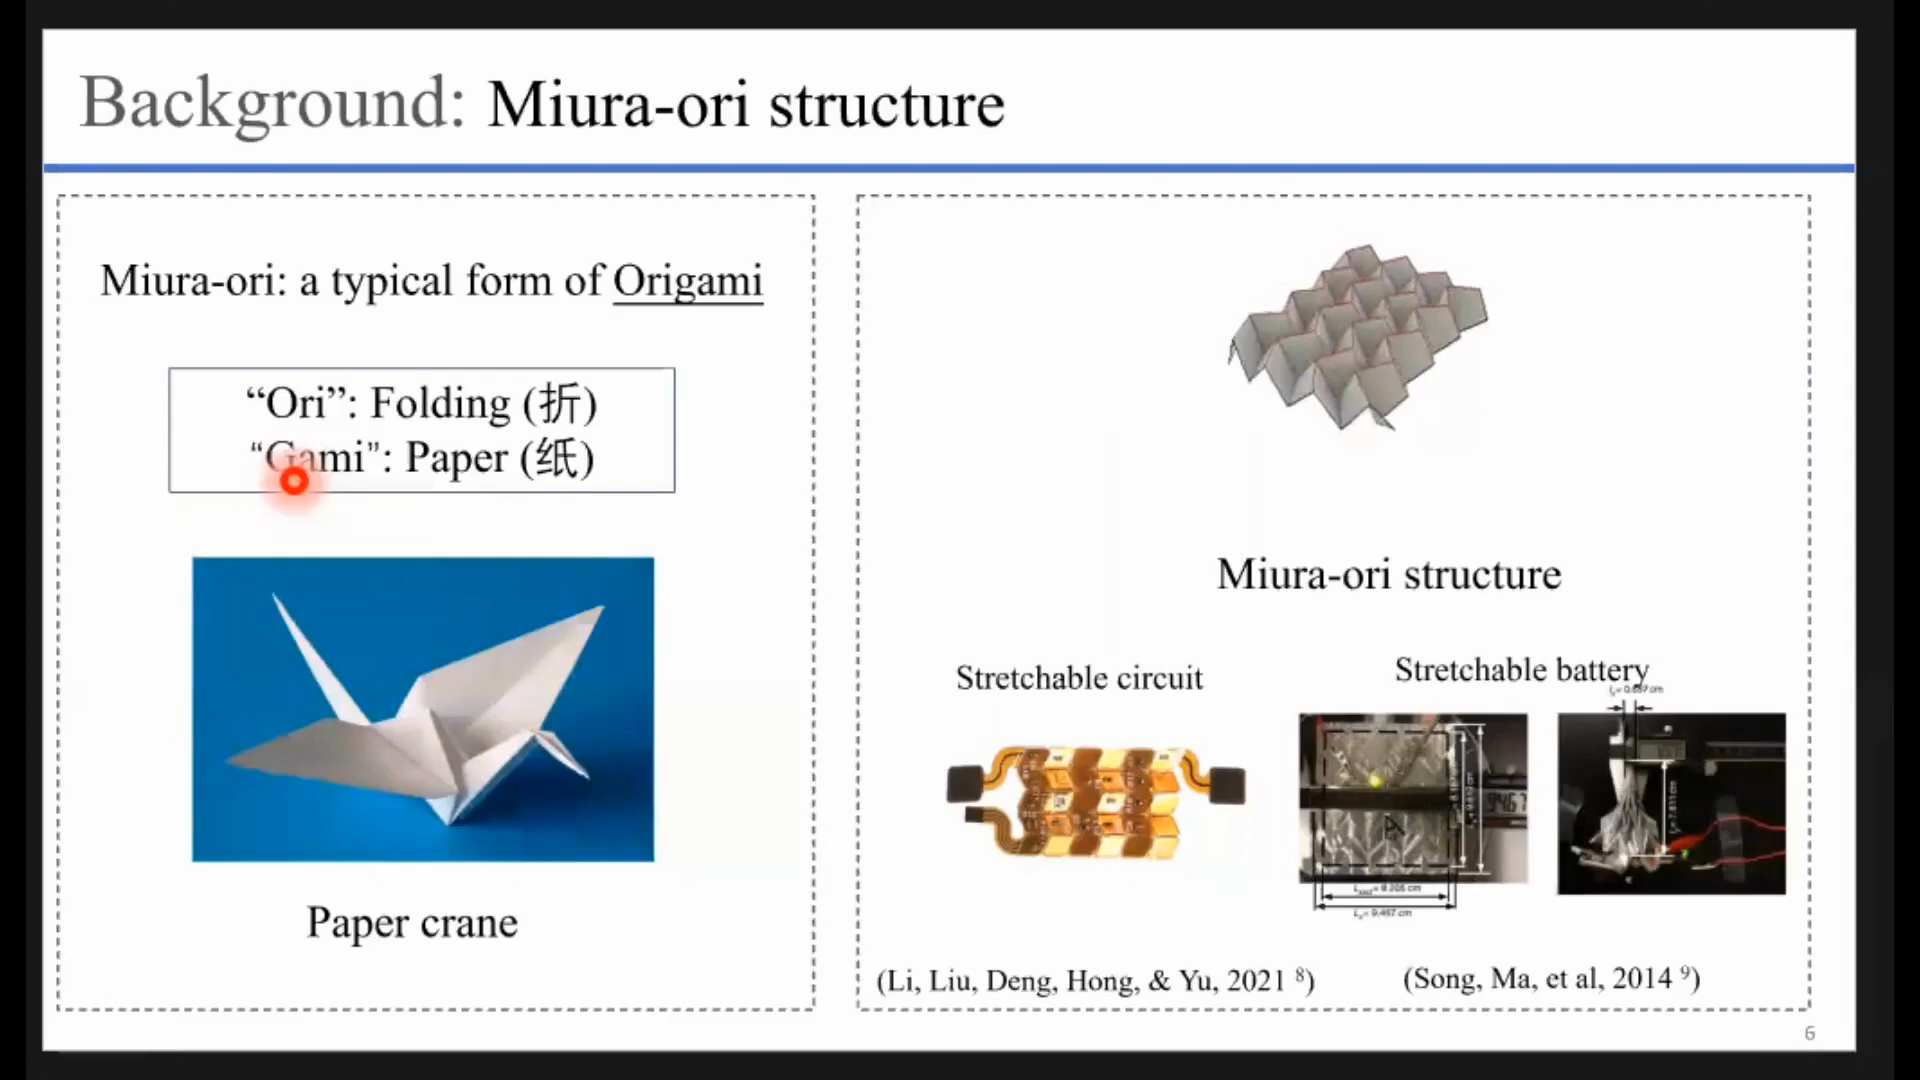 Background: Miura-ori structure
Miura-ori: a typical form of Origami
“Ori”: Folding (折)
“Gami”: Paper (纸)
Paper crane
Miura-ori structure
Stretchable circuit
Stretchable battery
(Li, Liu, Deng, Hong, & Yu, 2021 8)
(Song, Ma, et al, 2014 9)
6